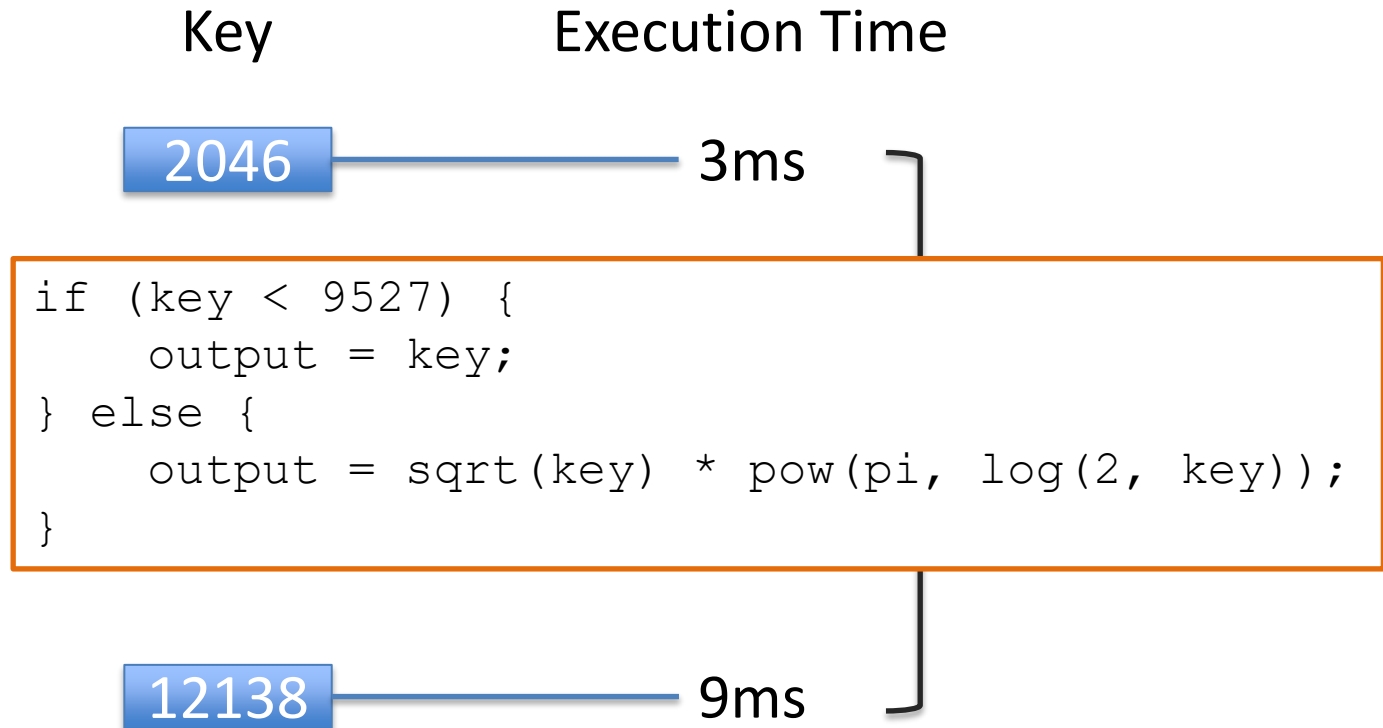 Key Execution Time
2046 3ms
if (key < 9527) {
    output = key;
} else {
    output = sqrt(key) * pow(pi, log(2, key));
}
12138 9ms